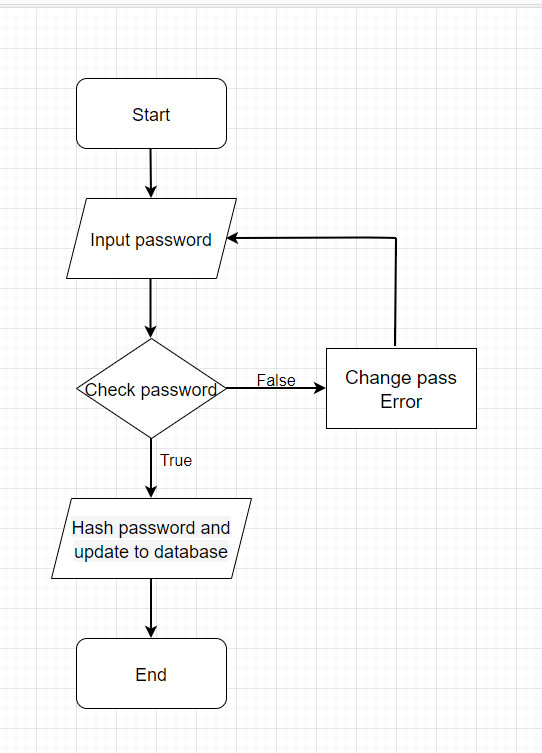 Start
Input password
Check password
False
Change pass
Error
True
Hash password and
update to database
End